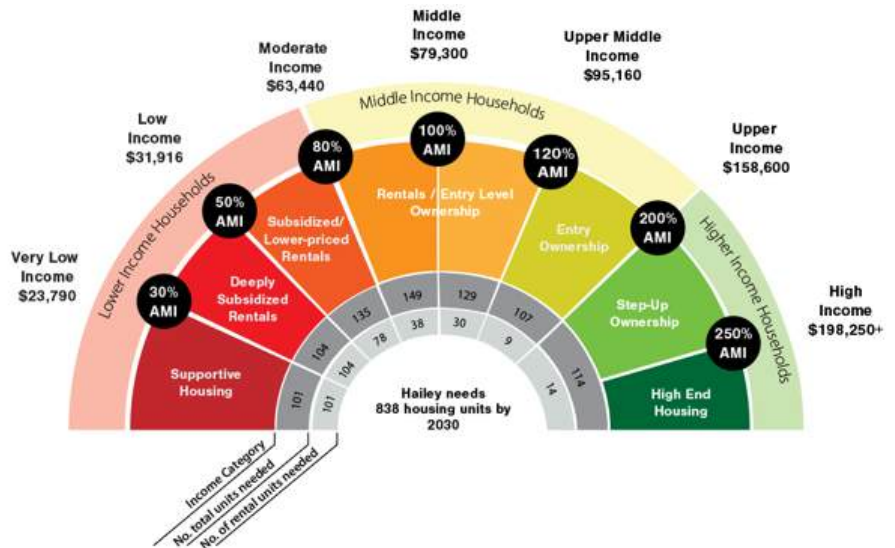 Middle
Income
$79,300
Moderate
Income
$63,440
Upper Middle
Income
$95,160
Low
Income
$31,916
Upper
Income
$158,600
Very Low
Income
$23,790
High
Income
$198,250+
Lower Income Households
Middle Income Households
Higher Income Households
30%
AMI
50%
AMI
80%
AMI
100%
AMI
120%
AMI
200%
AMI
250%
AMI
Supportive
Housing
Deeply
Subsidized
Rentals
Subsidized/
Lower-priced
Rentals
Rentals / Entry Level
Ownership
Entry
Ownership
Step-Up
Ownership
High End
Housing
101
104
135
149
129
107
114
101
104
78
38
30
9
14
Hailey needs
838 housing units by
2030
Income Category
No. total units needed
No. of rental units needed